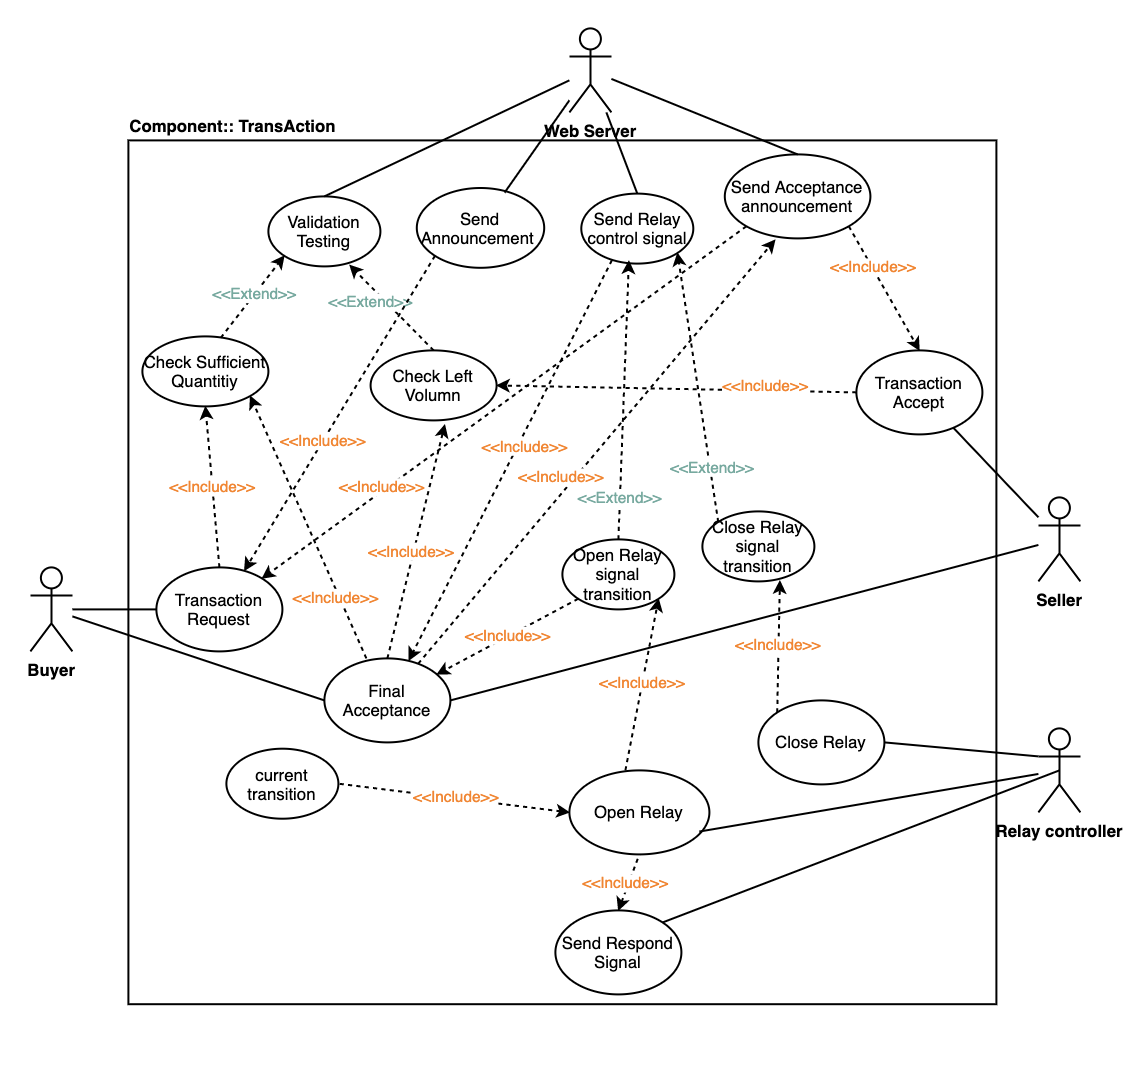 Component:: TransAction
Web Server
Validation
Testing
Send
Announcement
Send Relay
control signal
Send Acceptance
announcement
<<Include>>
<<Extend>>
<<Extend>>
Check Sufficient
Quantitiy
Check Left
Volumn
<<Include>>
Transaction
Accept
<<Include>>
<<Include>>
<<Extend>>
<<Include>>
<<Include>>
<<Include>>
<<Extend>>
Close Relay
signal
transition
<<Include>>
Open Relay
signal
transition
Seller
<<Include>>
Transaction
Request
<<Include>>
<<Include>>
Buyer
Final
Acceptance
<<Include>>
Close Relay
current
transition
<<Include>>
Open Relay
Relay controller
<<Include>>
Send Respond
Signal